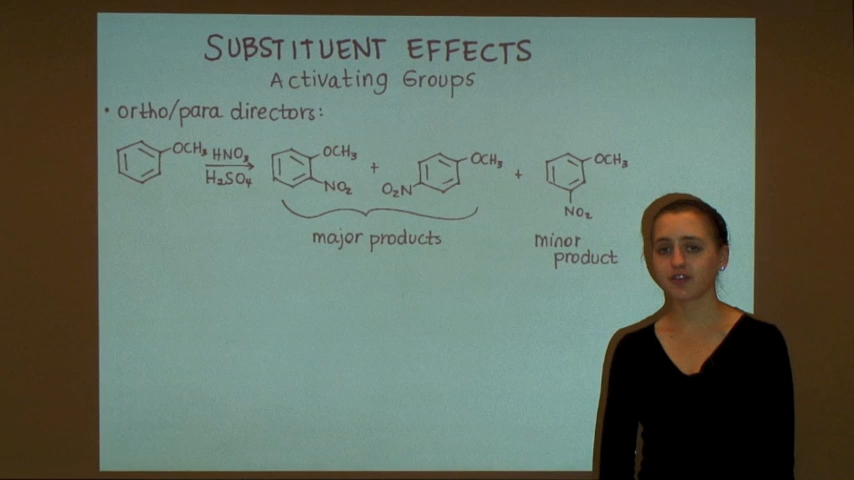 SUBSTITUENT EFFECTS
Activating Groups
• ortho/para directors:
OCH₃ HNO₃ H₂SO₄ OCH₃ NO₂ + O₂N OCH₃ + OCH₃ NO₂
major products
minor product